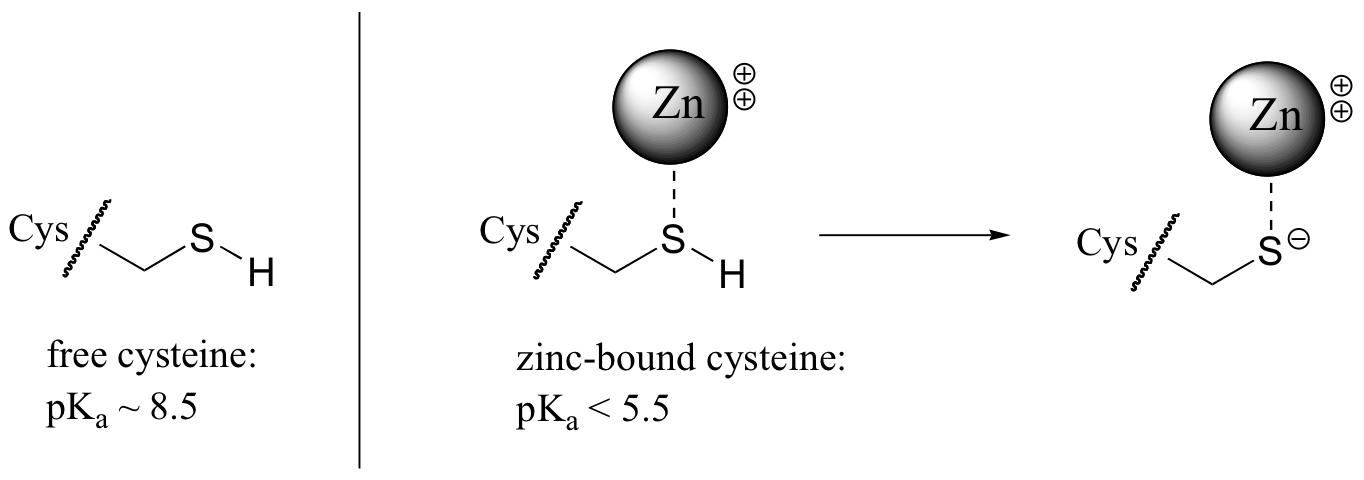 Cys
S
H
free cysteine:
pKa ~ 8.5
Zn
⊕
⊕
Cys
S
H
zinc-bound cysteine:
pKa < 5.5
Zn
⊕
⊕
Cys
S ⊖